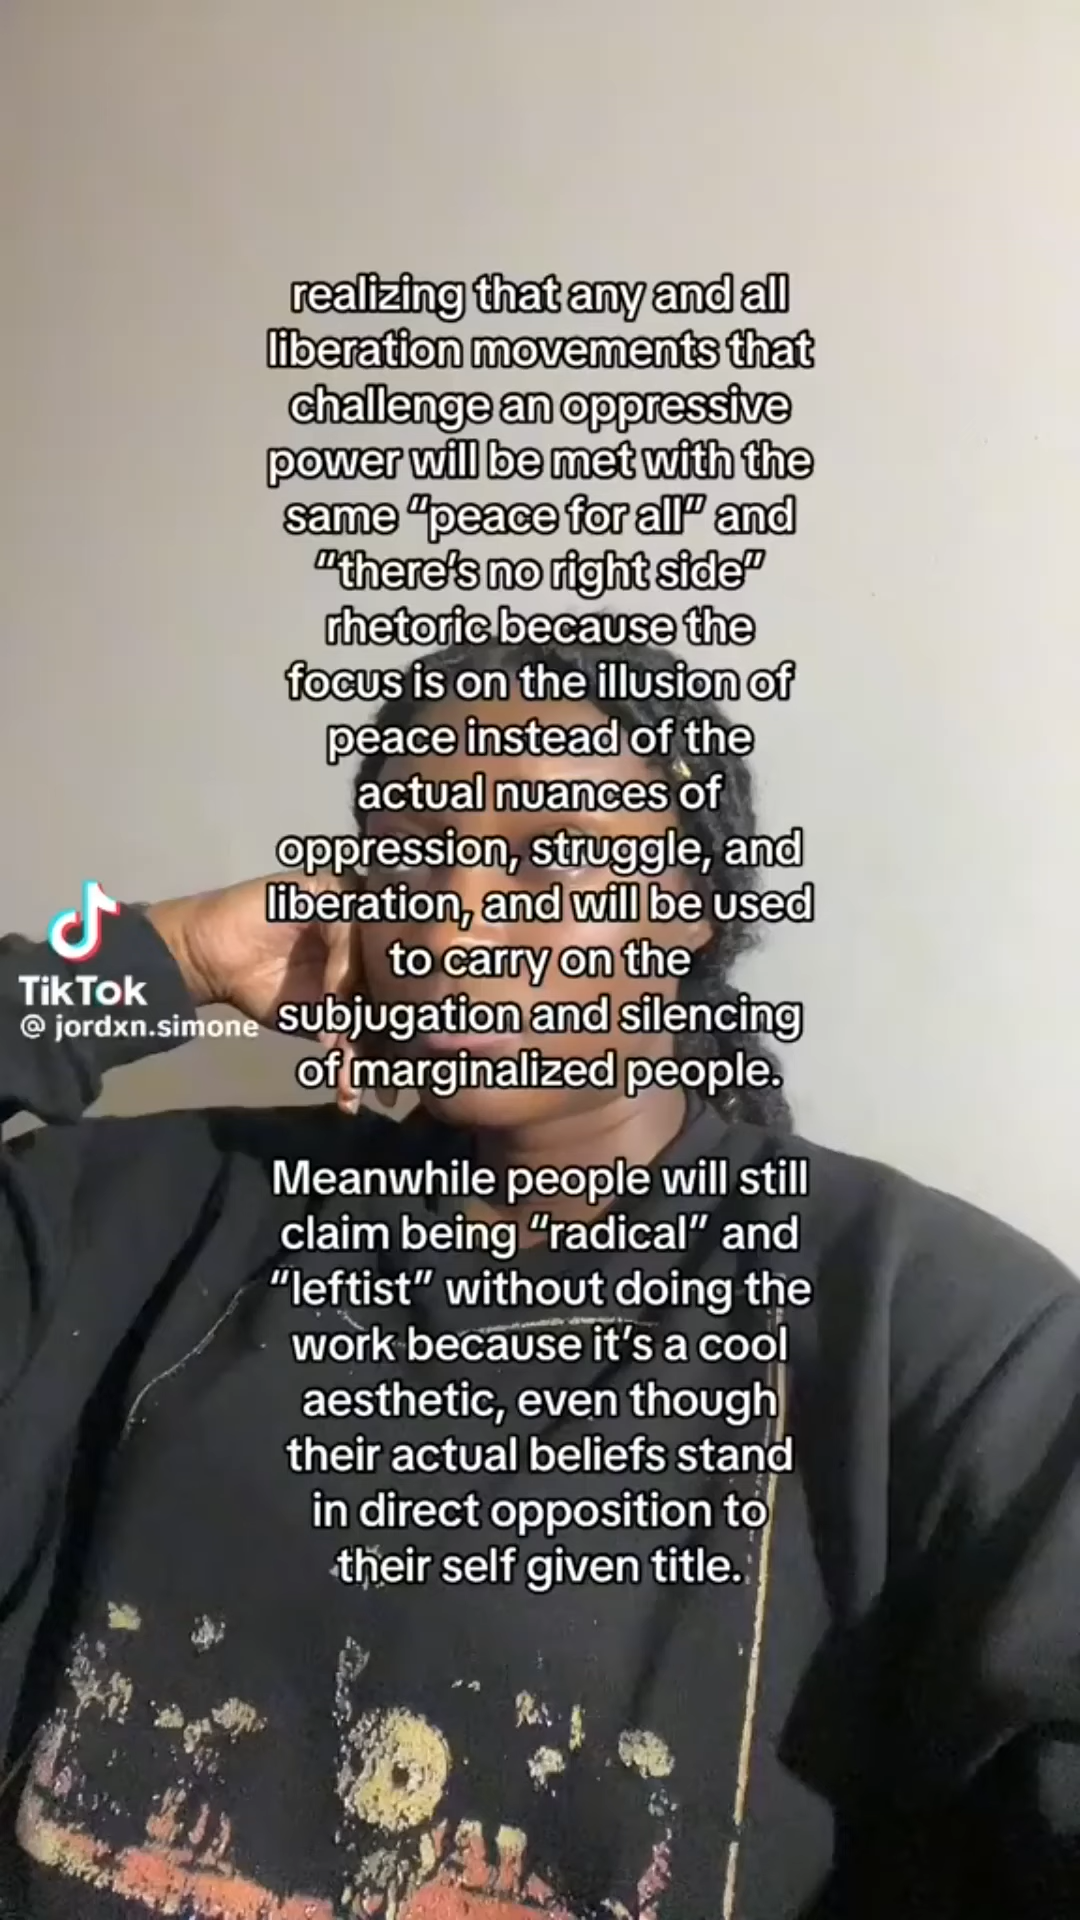 realizing that any and all
liberation movements that
challenge an oppressive
power will be met with the
same “peace for all” and
“there’s no right side”
rhetoric because the
focus is on the illusion of
peace instead of the
actual nuances of
oppression, struggle, and
liberation, and will be used
to carry on the
subjugation and silencing
of marginalized people.
Meanwhile people will still
claim being “radical” and
“leftist” without doing the
work because it’s a cool
aesthetic, even though
their actual beliefs stand
in direct opposition to
their self given title.
TikTok
@ jordxn.simone